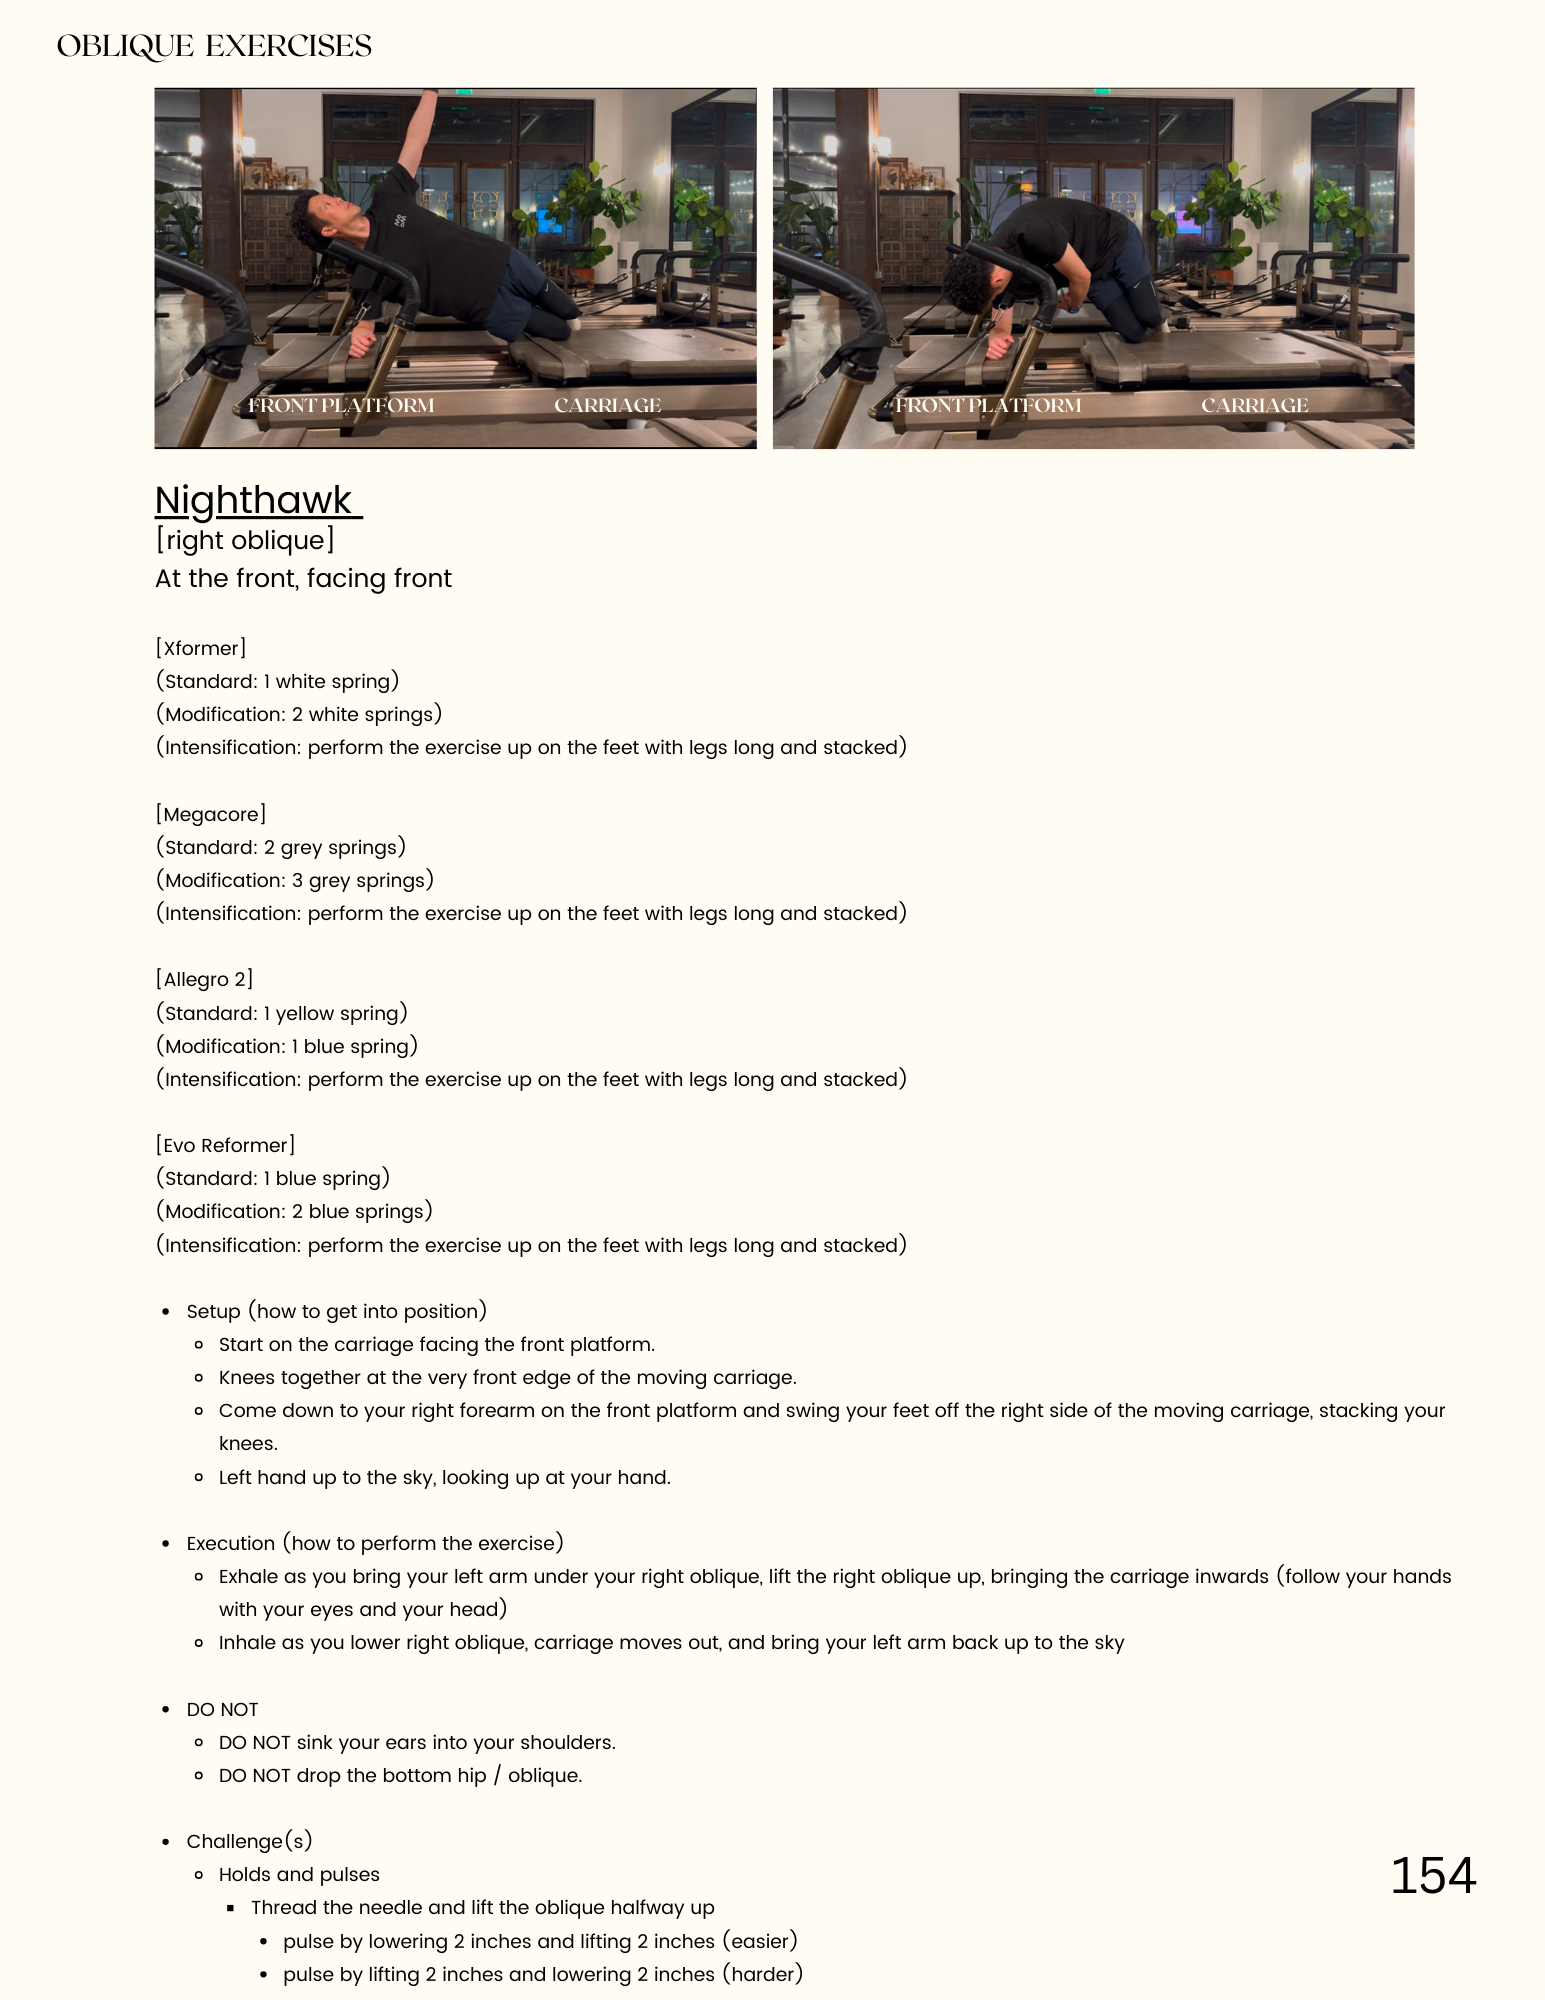 OBLIQUE EXERCISES
FRONT PLATFORM
CARRIAGE
FRONT PLATFORM
CARRIAGE
Nighthawk
[right oblique]
At the front, facing front
[Xformer]
(Standard: 1 white spring)
(Modification: 2 white springs)
(Intensification: perform the exercise up on the feet with legs long and stacked)
[Megacore]
(Standard: 2 grey springs)
(Modification: 3 grey springs)
(Intensification: perform the exercise up on the feet with legs long and stacked)
[Allegro 2]
(Standard: 1 yellow spring)
(Modification: 1 blue spring)
(Intensification: perform the exercise up on the feet with legs long and stacked)
[Evo Reformer]
(Standard: 1 blue spring)
(Modification: 2 blue springs)
(Intensification: perform the exercise up on the feet with legs long and stacked)
• Setup (how to get into position)
◦ Start on the carriage facing the front platform.
◦ Knees together at the very front edge of the moving carriage.
◦ Come down to your right forearm on the front platform and swing your feet off the right side of the moving carriage, stacking your
knees.
◦ Left hand up to the sky, looking up at your hand.
• Execution (how to perform the exercise)
◦ Exhale as you bring your left arm under your right oblique, lift the right oblique up, bringing the carriage inwards (follow your hands
with your eyes and your head)
◦ Inhale as you lower right oblique, carriage moves out, and bring your left arm back up to the sky
• DO NOT
◦ DO NOT sink your ears into your shoulders.
◦ DO NOT drop the bottom hip / oblique.
• Challenge(s)
◦ Holds and pulses
▪ Thread the needle and lift the oblique halfway up
• pulse by lowering 2 inches and lifting 2 inches (easier)
• pulse by lifting 2 inches and lowering 2 inches (harder)
154